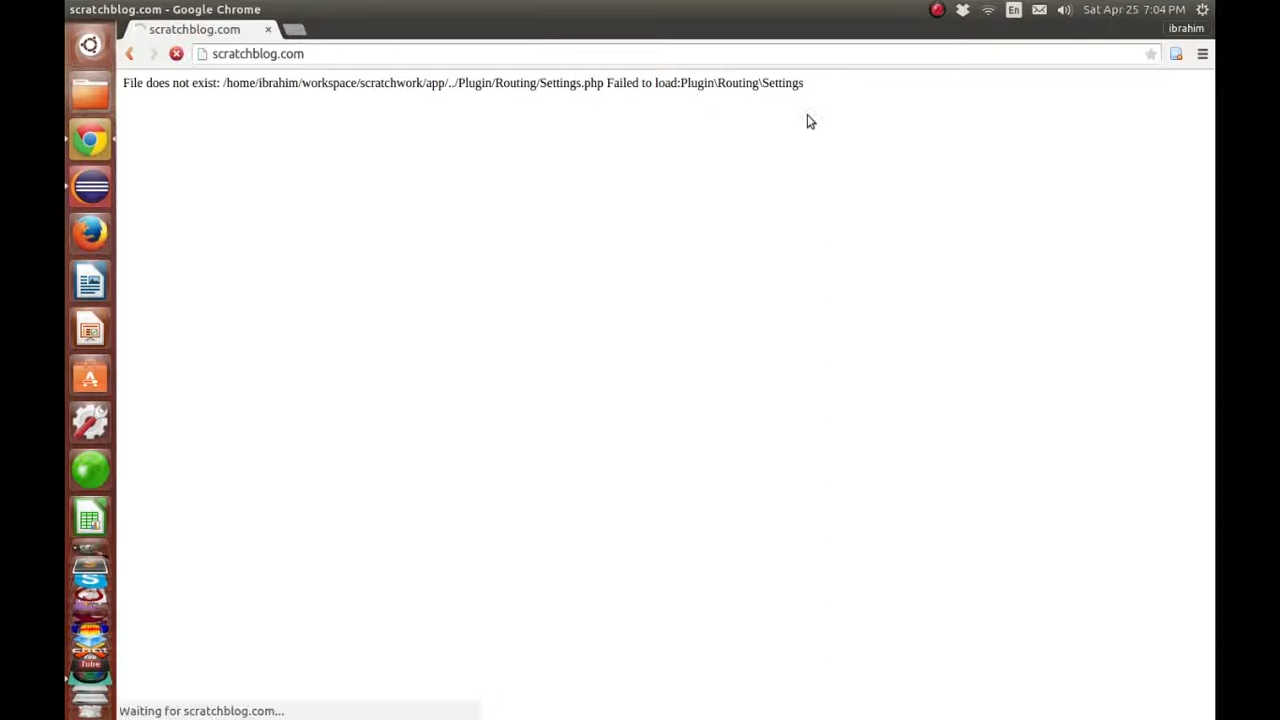 scratchblog.com - Google Chrome
En
Sat Apr 25 7:04 PM
scratchblog.com
ibrahim
scratchblog.com
File does not exist: /home/ibrahim/workspace/scratchwork/app/../Plugin/Routing/Settings.php Failed to load:Plugin\Routing\Settings
Tube
Waiting for scratchblog.com...